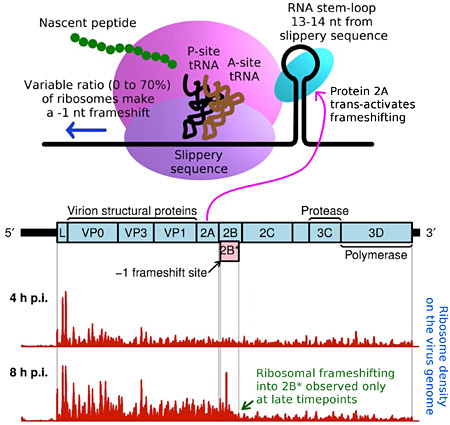 Nascent peptide
P-site
tRNA
A-site
tRNA
RNA stem-loop
13-14 nt from
slippery sequence
Variable ratio (0 to 70%)
of ribosomes make
a -1 nt frameshift
Protein 2A
trans-activates
frameshifting
Slippery
sequence
Virion structural proteins
Protease
5′ L VP0 VP3 VP1 2A 2B 2C 3C 3D 3′
2B*
Polymerase
−1 frameshift site
4 h p.i.
8 h p.i.
Ribosomal frameshifting
into 2B* observed only
at late timepoints
Ribosome density
on the virus genome